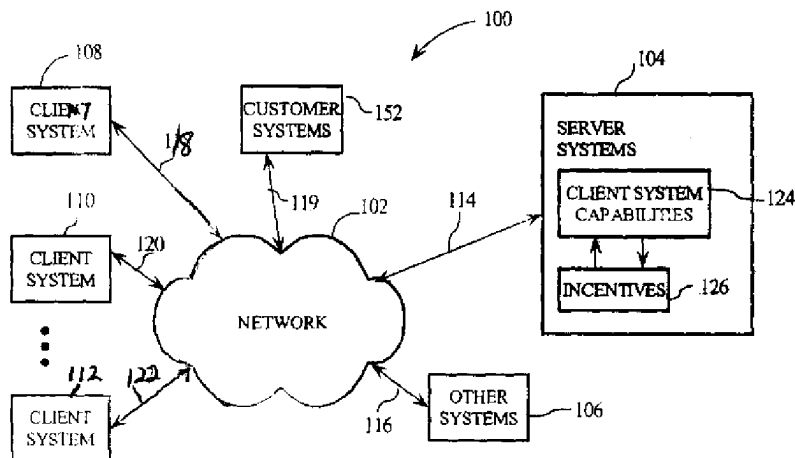 100
108
CLIENT
SYSTEM
118
CUSTOMER
SYSTEMS
152
104
SERVER
SYSTEMS
CLIENT SYSTEM
CAPABILITIES
124
INCENTIVES
126
119
102
114
110
CLIENT
SYSTEM
120
NETWORK
112
122
CLIENT
SYSTEM
116
OTHER
SYSTEMS
106